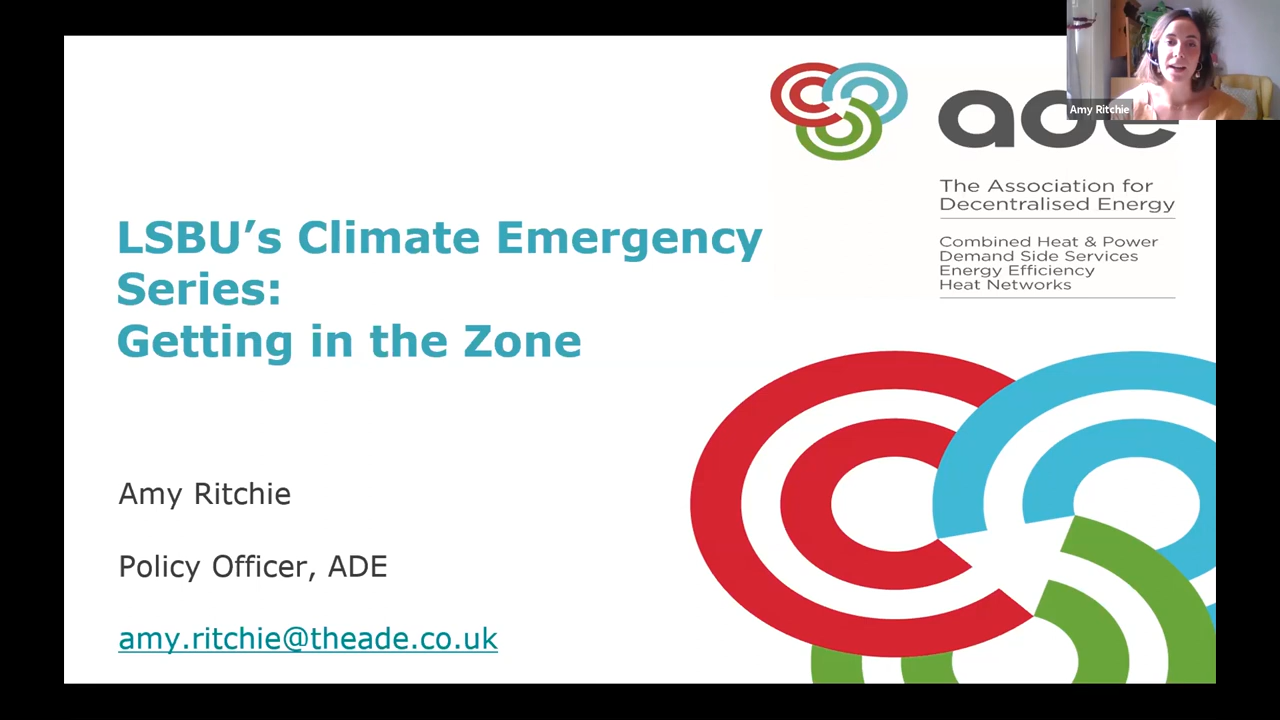 LSBU’s Climate Emergency
Series:
Getting in the Zone
Amy Ritchie
Policy Officer, ADE
amy.ritchie@theade.co.uk
ade
The Association for
Decentralised Energy
Combined Heat & Power
Demand Side Services
Energy Efficiency
Heat Networks
Amy Ritchie